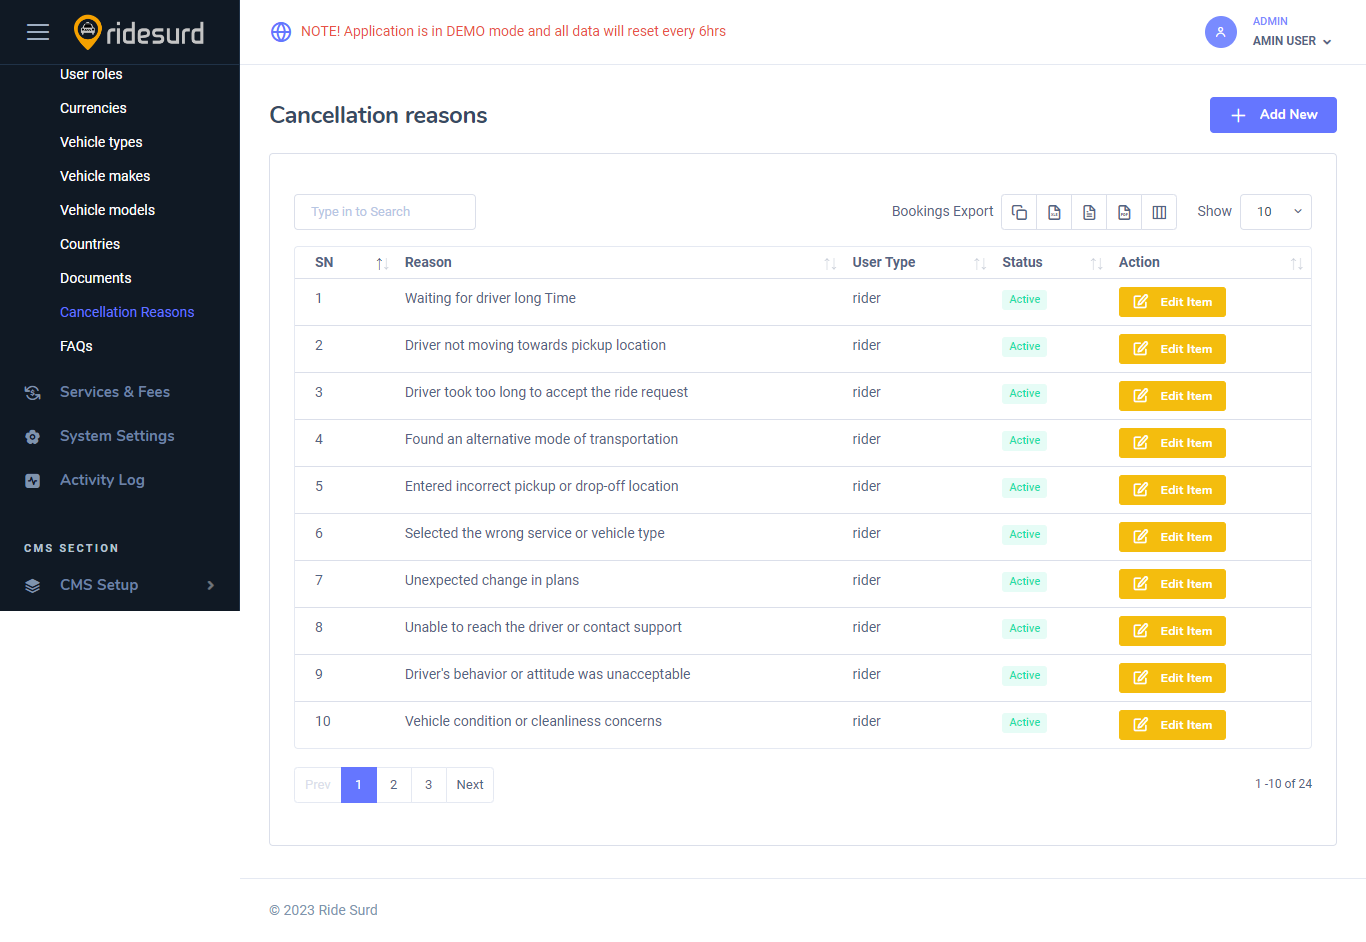 ridesurd
NOTE! Application is in DEMO mode and all data will reset every 6hrs
ADMIN
AMIN USER
User roles
Currencies
Vehicle types
Vehicle makes
Vehicle models
Countries
Documents
Cancellation Reasons
FAQs
Services & Fees
System Settings
Activity Log
CMS SECTION
CMS Setup
Cancellation reasons
Add New
Type in to Search
Bookings Export
Show 10
SN Reason User Type Status Action
1 Waiting for driver long Time rider Active Edit Item
2 Driver not moving towards pickup location rider Active Edit Item
3 Driver took too long to accept the ride request rider Active Edit Item
4 Found an alternative mode of transportation rider Active Edit Item
5 Entered incorrect pickup or drop-off location rider Active Edit Item
6 Selected the wrong service or vehicle type rider Active Edit Item
7 Unexpected change in plans rider Active Edit Item
8 Unable to reach the driver or contact support rider Active Edit Item
9 Driver's behavior or attitude was unacceptable rider Active Edit Item
10 Vehicle condition or cleanliness concerns rider Active Edit Item
Prev 1 2 3 Next
1 -10 of 24
© 2023 Ride Surd